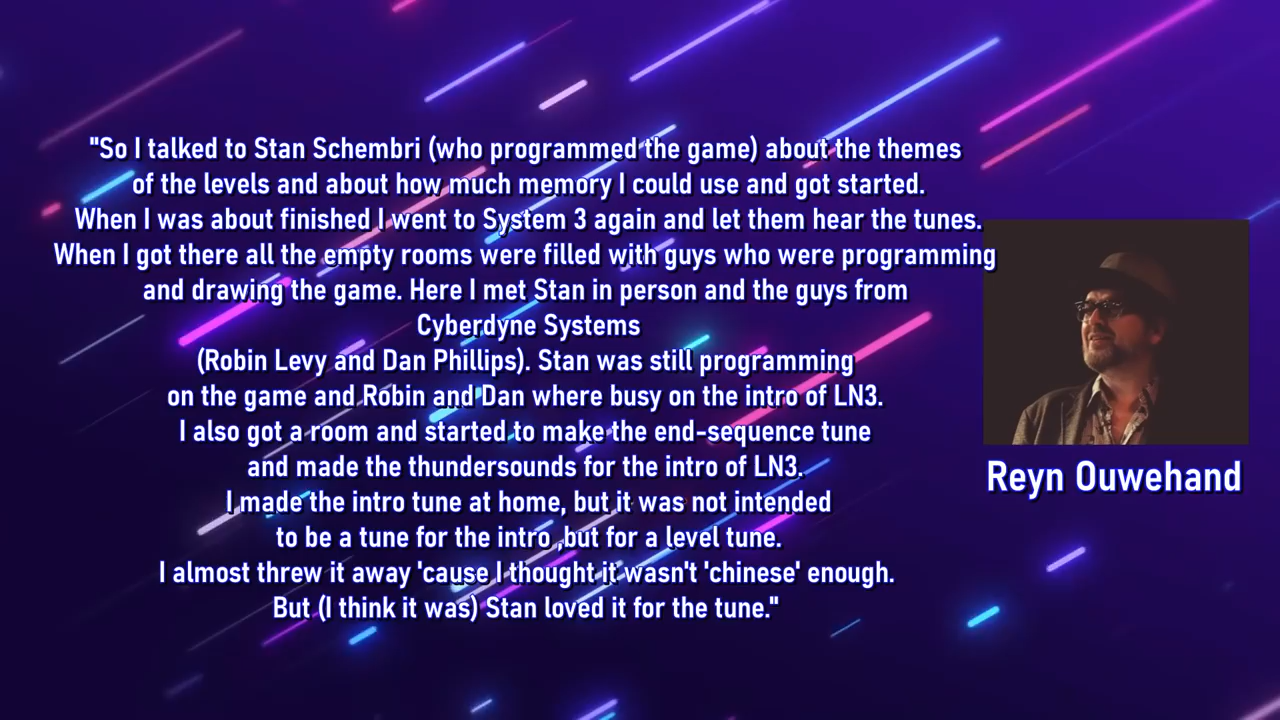 "So I talked to Stan Schembri (who programmed the game) about the themes
of the levels and about how much memory I could use and got started.
When I was about finished I went to System 3 again and let them hear the tunes.
When I got there all the empty rooms were filled with guys who were programming
and drawing the game. Here I met Stan in person and the guys from
Cyberdyne Systems
(Robin Levy and Dan Phillips). Stan was still programming
on the game and Robin and Dan where busy on the intro of LN3.
I also got a room and started to make the end-sequence tune
and made the thundersounds for the intro of LN3.
I made the intro tune at home, but it was not intended
to be a tune for the intro ,but for a level tune.
I almost threw it away 'cause I thought it wasn't 'chinese' enough.
But (I think it was) Stan loved it for the tune."
Reyn Ouwehand